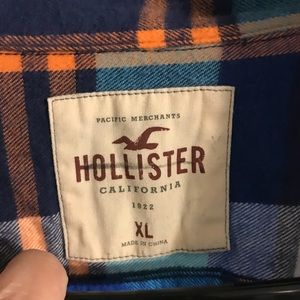 PACIFIC MERCHANTS
HOLLISTER
CALIFORNIA
1922
XL
MADE IN CHINA